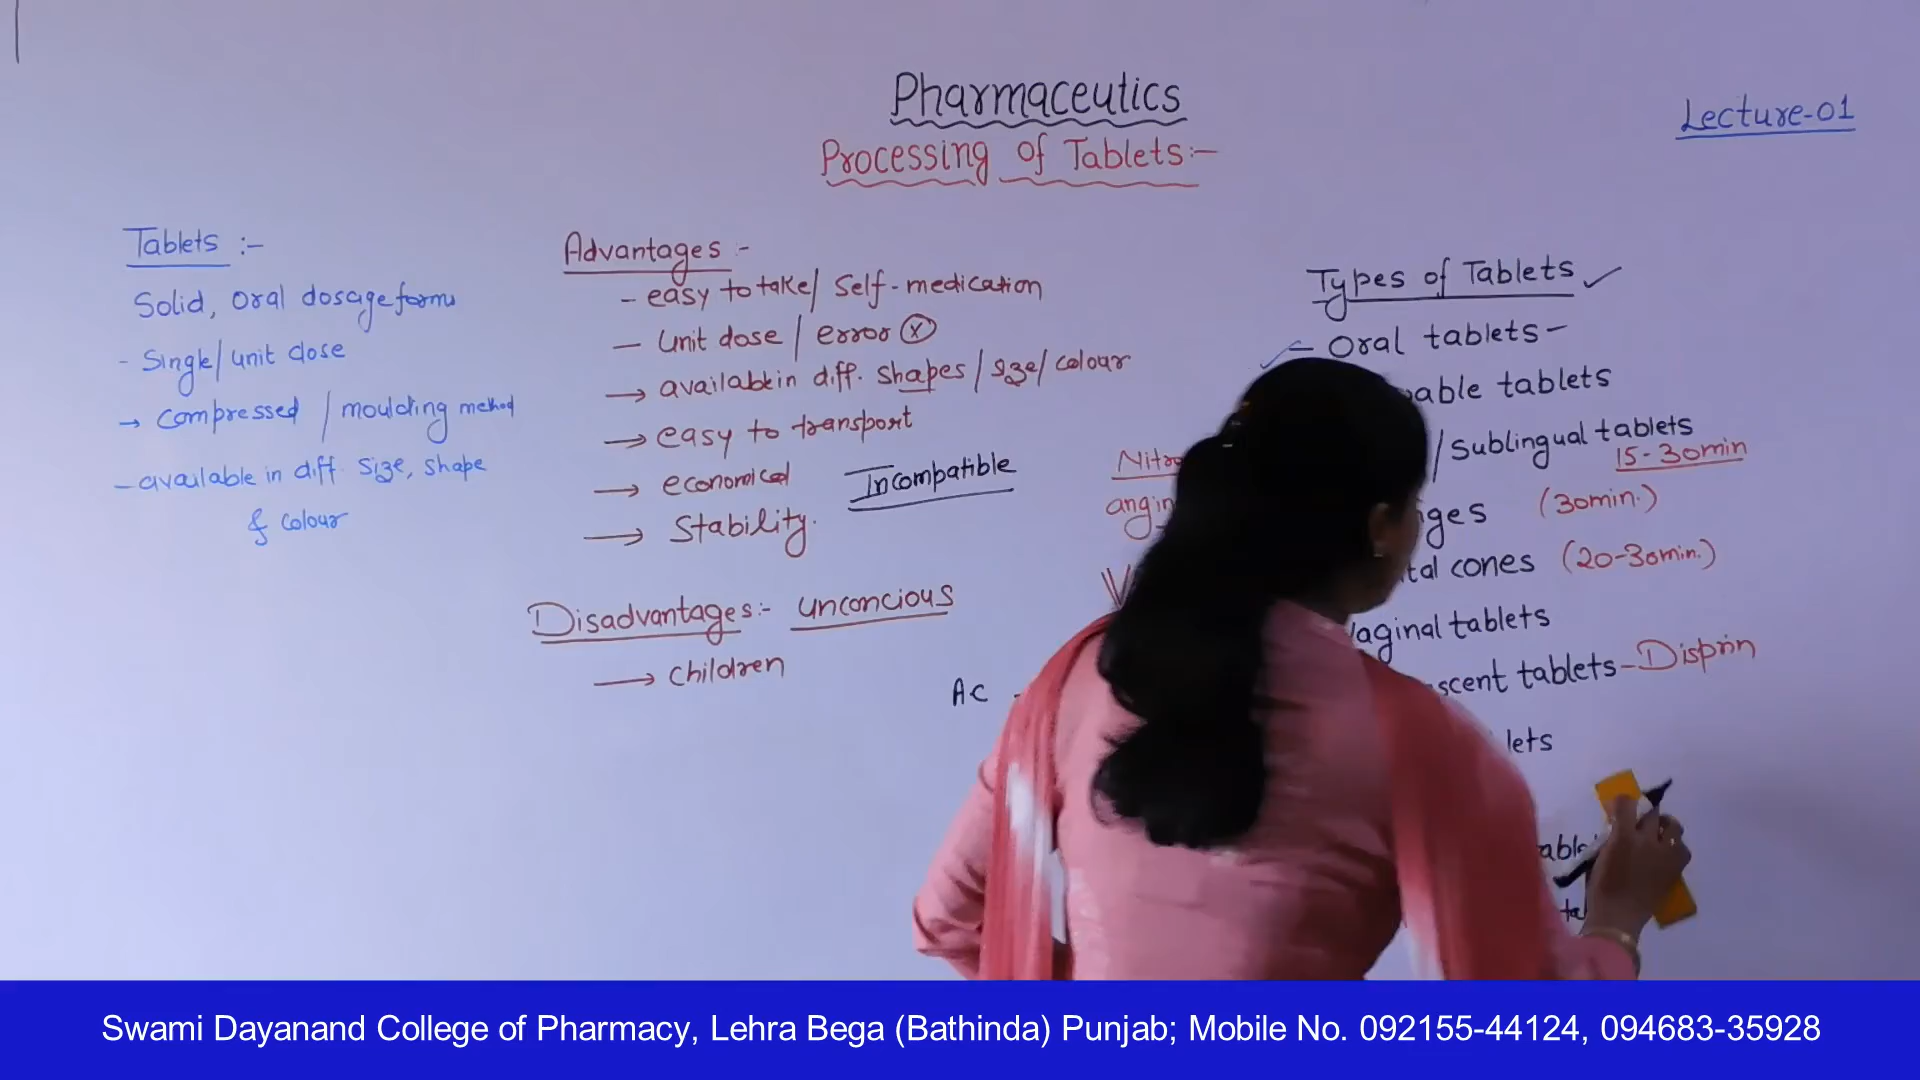 Pharmaceutics
Processing of Tablets:-
Lecture-01
Tablets :-
Solid, oral dosage forms
- Single/unit dose
→ compressed / moulding method
- available in diff. size, shape
& colour
Advantages :-
- easy to take/ Self-medication
- unit dose / error ⓧ
→ available in diff. shapes / size/ colour
→ easy to transport
→ economical
Incompatible
→ Stability.
Disadvantages:- unconcious
→ children
Types of Tablets ✓
✓ - Oral tablets -
able tablets
/ Sublingual tablets
15-30min
Nitro
angin
ges (30min.)
tal cones (20-30min.)
Vaginal tablets
scent tablets - Disprin
AC -
lets
Swami Dayanand College of Pharmacy, Lehra Bega (Bathinda) Punjab; Mobile No. 092155-44124, 094683-35928